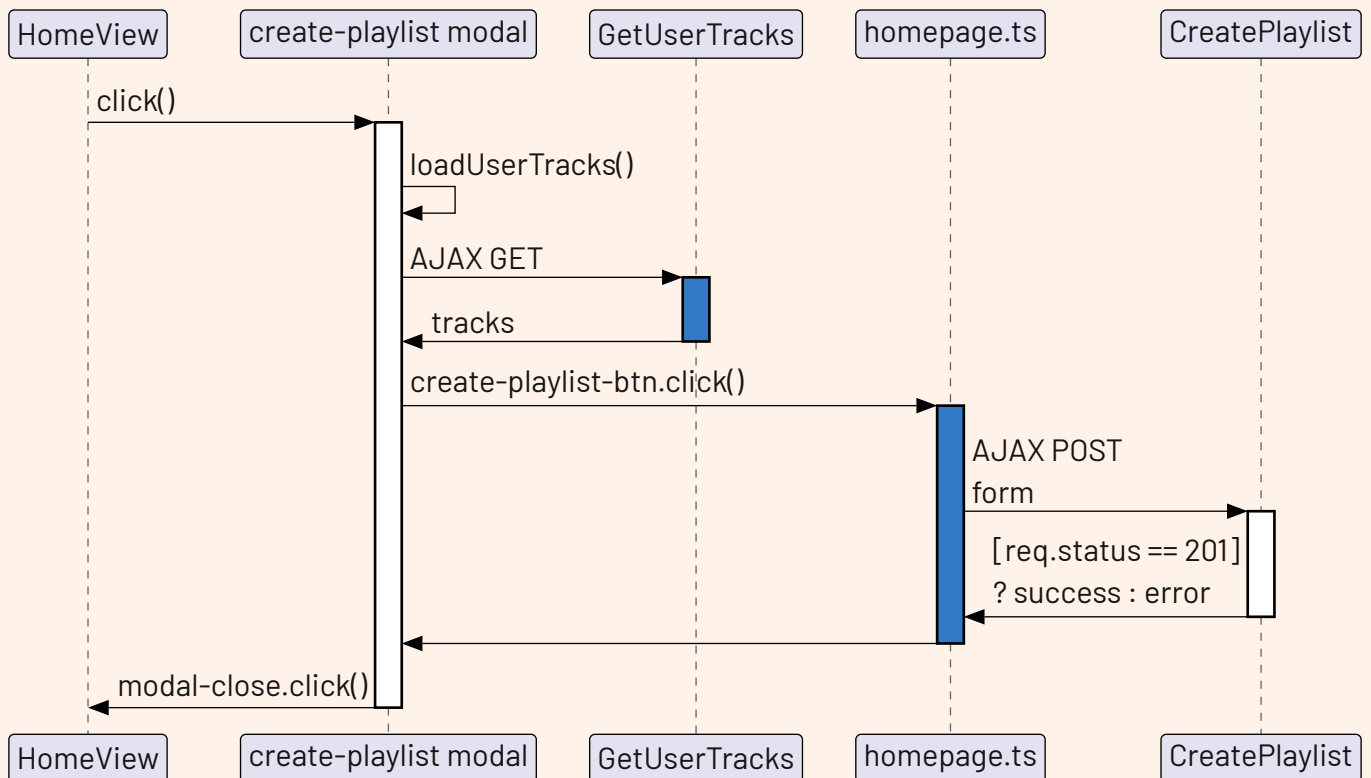 HomeView
create-playlist modal
GetUserTracks
homepage.ts
CreatePlaylist
click()
loadUserTracks()
AJAX GET
tracks
create-playlist-btn.click()
AJAX POST
form
[req.status == 201]
? success : error
modal-close.click()
HomeView
create-playlist modal
GetUserTracks
homepage.ts
CreatePlaylist